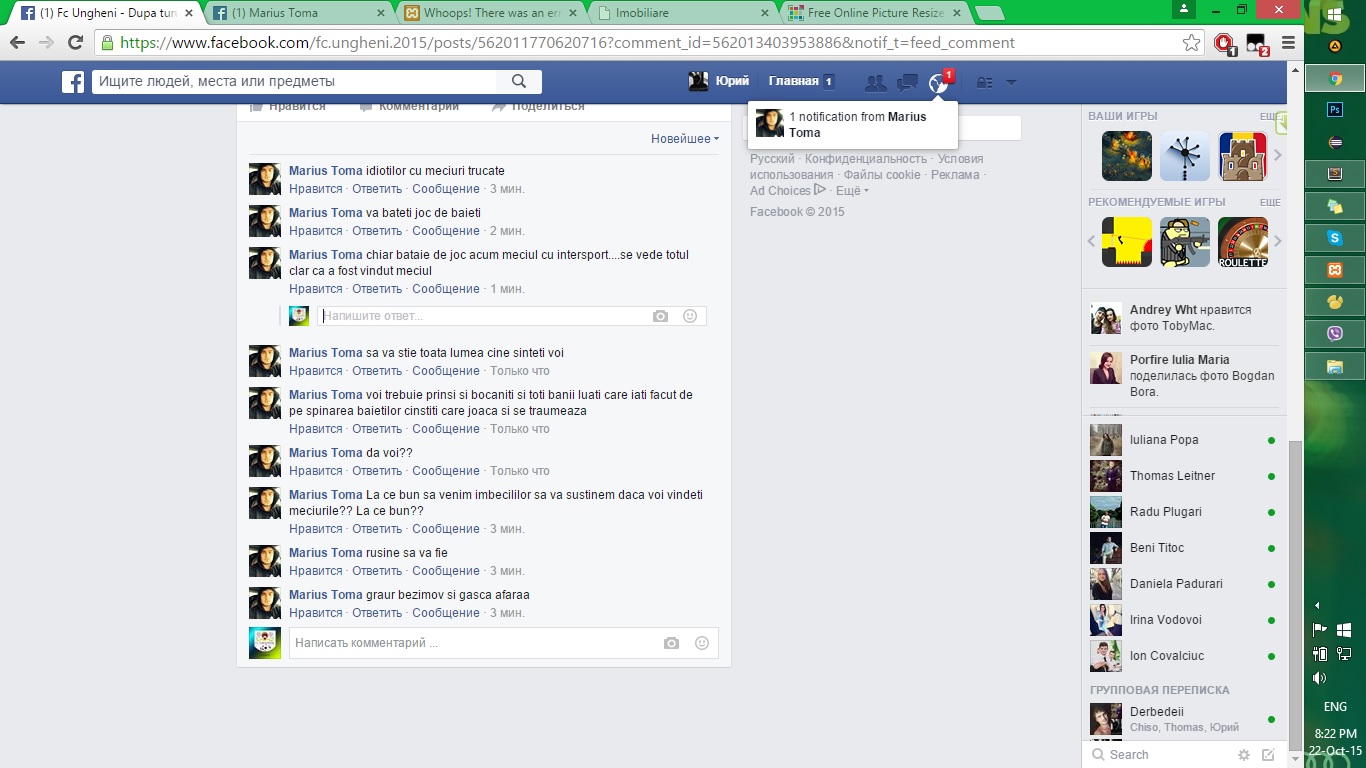 (1) Fc Ungheni - Dupa tur
(1) Marius Toma
Whoops! There was an err
Imobiliare
Free Online Picture Resize
https://www.facebook.com/fc.ungheni.2015/posts/562011770620716?comment_id=562013403953886&notif_t=feed_comment
1
2
Ищите людей, места или предметы
Юрий
Главная 1
1
1 notification from Marius
Toma
Нравится Комментарии Поделиться
Новейшее
Marius Toma idiotilor cu meciuri trucate
Нравится · Ответить · Сообщение · 3 мин.
Marius Toma va bateti joc de baieti
Нравится · Ответить · Сообщение · 2 мин.
Marius Toma chiar bataie de joc acum meciul cu intersport....se vede totul
clar ca a fost vindut meciul
Нравится · Ответить · Сообщение · 1 мин.
Напишите ответ...
Marius Toma sa va stie toata lumea cine sinteti voi
Нравится · Ответить · Сообщение · Только что
Marius Toma voi trebuie prinsi si bocaniti si toti banii luati care iati facut de
pe spinarea baietilor cinstiti care joaca si se traumeaza
Нравится · Ответить · Сообщение · Только что
Marius Toma da voi??
Нравится · Ответить · Сообщение · Только что
Marius Toma La ce bun sa venim imbecililor sa va sustinem daca voi vindeti
meciurile?? La ce bun??
Нравится · Ответить · Сообщение · 3 мин.
Marius Toma rusine sa va fie
Нравится · Ответить · Сообщение · 3 мин.
Marius Toma graur bezimov si gasca afaraa
Нравится · Ответить · Сообщение · 3 мин.
Написать комментарий ...
Русский · Конфиденциальность · Условия
использования · Файлы cookie · Реклама ·
Ad Choices · Ещё
Facebook © 2015
ВАШИ ИГРЫ
РЕКОМЕНДУЕМЫЕ ИГРЫ ЕЩЕ
ROULETTE
Andrey Wht нравится
фото TobyMac.
Porfire Iulia Maria
поделилась фото Bogdan
Bora.
Iuliana Popa
Thomas Leitner
Radu Plugari
Beni Titoc
Daniela Padurari
Irina Vodovoi
Ion Covalciuc
ГРУППОВАЯ ПЕРЕПИСКА
Derbedeii
Chiso, Thomas, Юрий
Search
Ps
ENG
8:22 PM
22-Oct-15